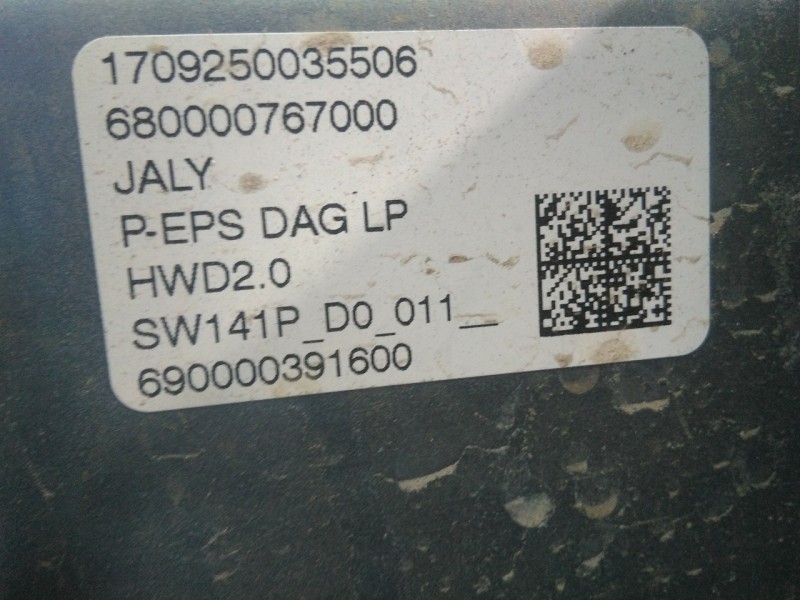 1709250035506
680000767000
JALY
P-EPS DAG LP
HWD2.0
SW141P_D0_011__
690000391600